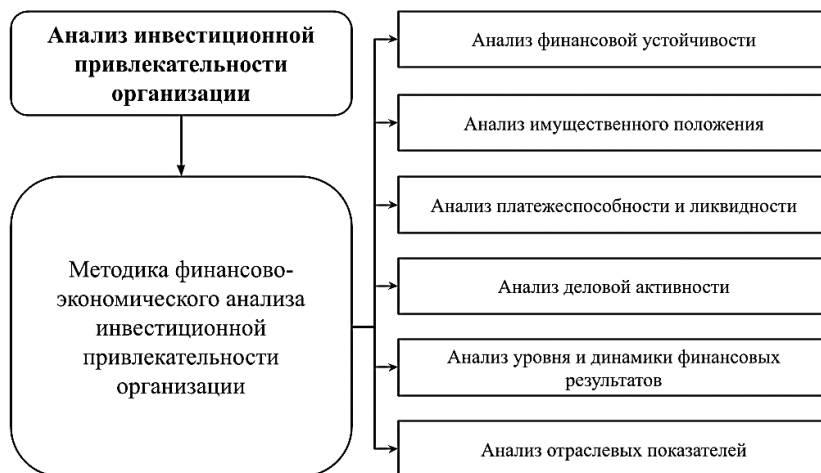 Анализ инвестиционной
привлекательности
организации
Методика финансово-
экономического анализа
инвестиционной
привлекательности
организации
Анализ финансовой устойчивости
Анализ имущественного положения
Анализ платежеспособности и ликвидности
Анализ деловой активности
Анализ уровня и динамики финансовых
результатов
Анализ отраслевых показателей